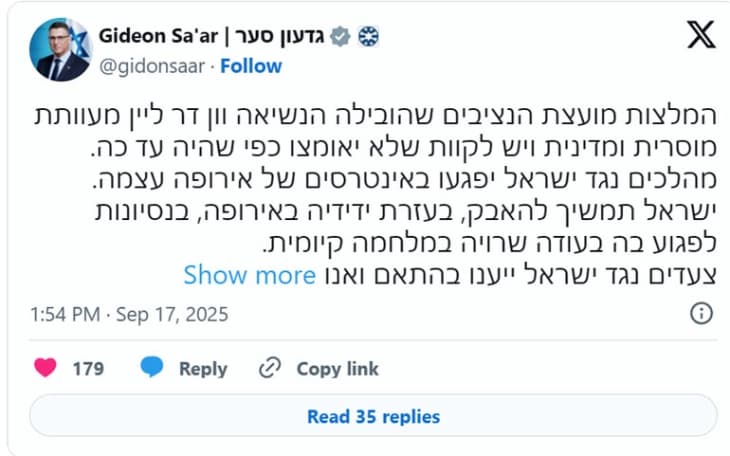 Gideon Sa'ar | גדעון סער
@gidonsaar · Follow
המלצות מועצת הנציבים שהובילה הנשיאה וון דר ליין מעוותת
מוסרית ומדינית ויש לקוות שלא יאומצו כפי שהיה עד כה.
מהלכים נגד ישראל יפגעו באינטרסים של אירופה עצמה.
ישראל תמשיך להאבק, בעזרת ידידיה באירופה, בנסיונות
לפגוע בה בעודה שרויה במלחמה קיומית.
צעדים נגד ישראל ייענו בהתאם ואנו Show more
1:54 PM · Sep 17, 2025
179 Reply Copy link
Read 35 replies